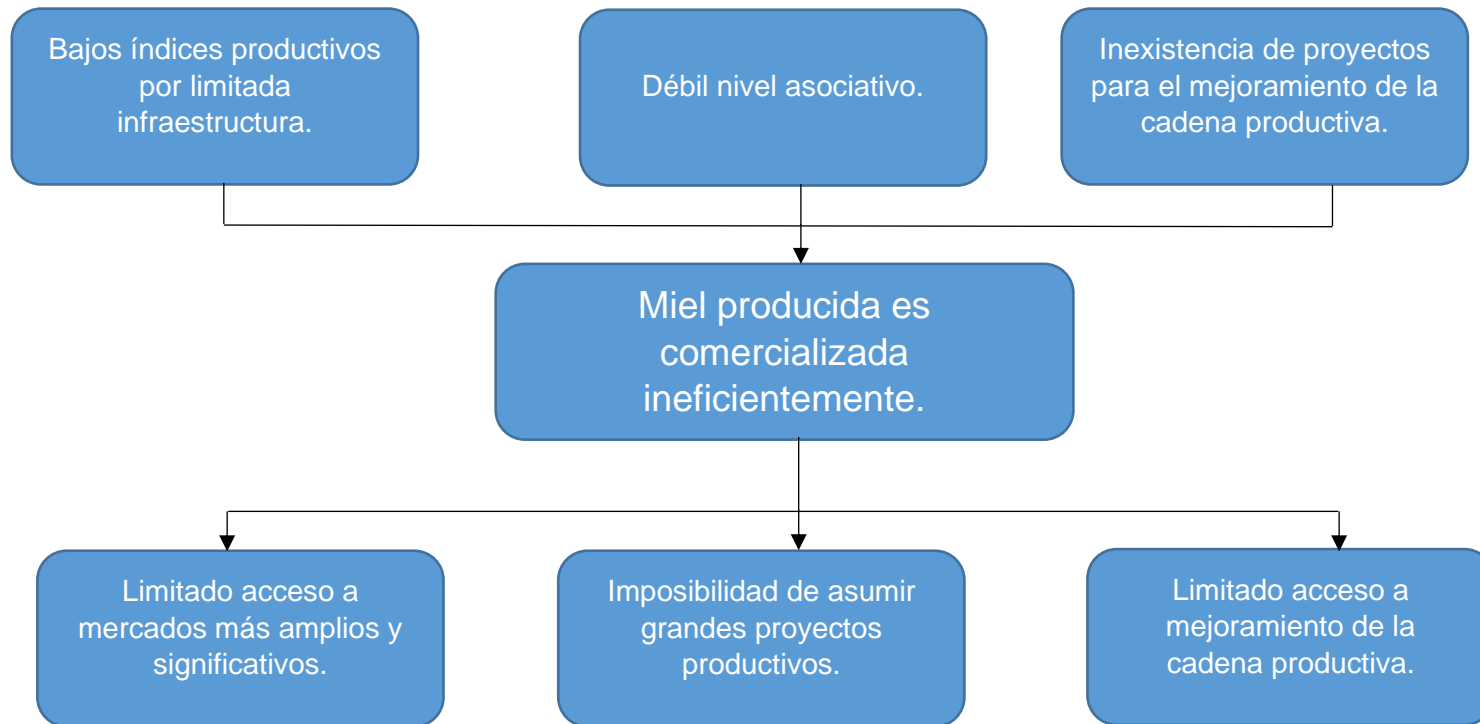 Bajos índices productivos
por limitada
infraestructura.
Débil nivel asociativo.
Inexistencia de proyectos
para el mejoramiento de la
cadena productiva.
Miel producida es
comercializada
ineficientemente.
Limitado acceso a
mercados más amplios y
significativos.
Imposibilidad de asumir
grandes proyectos
productivos.
Limitado acceso a
mejoramiento de la
cadena productiva.